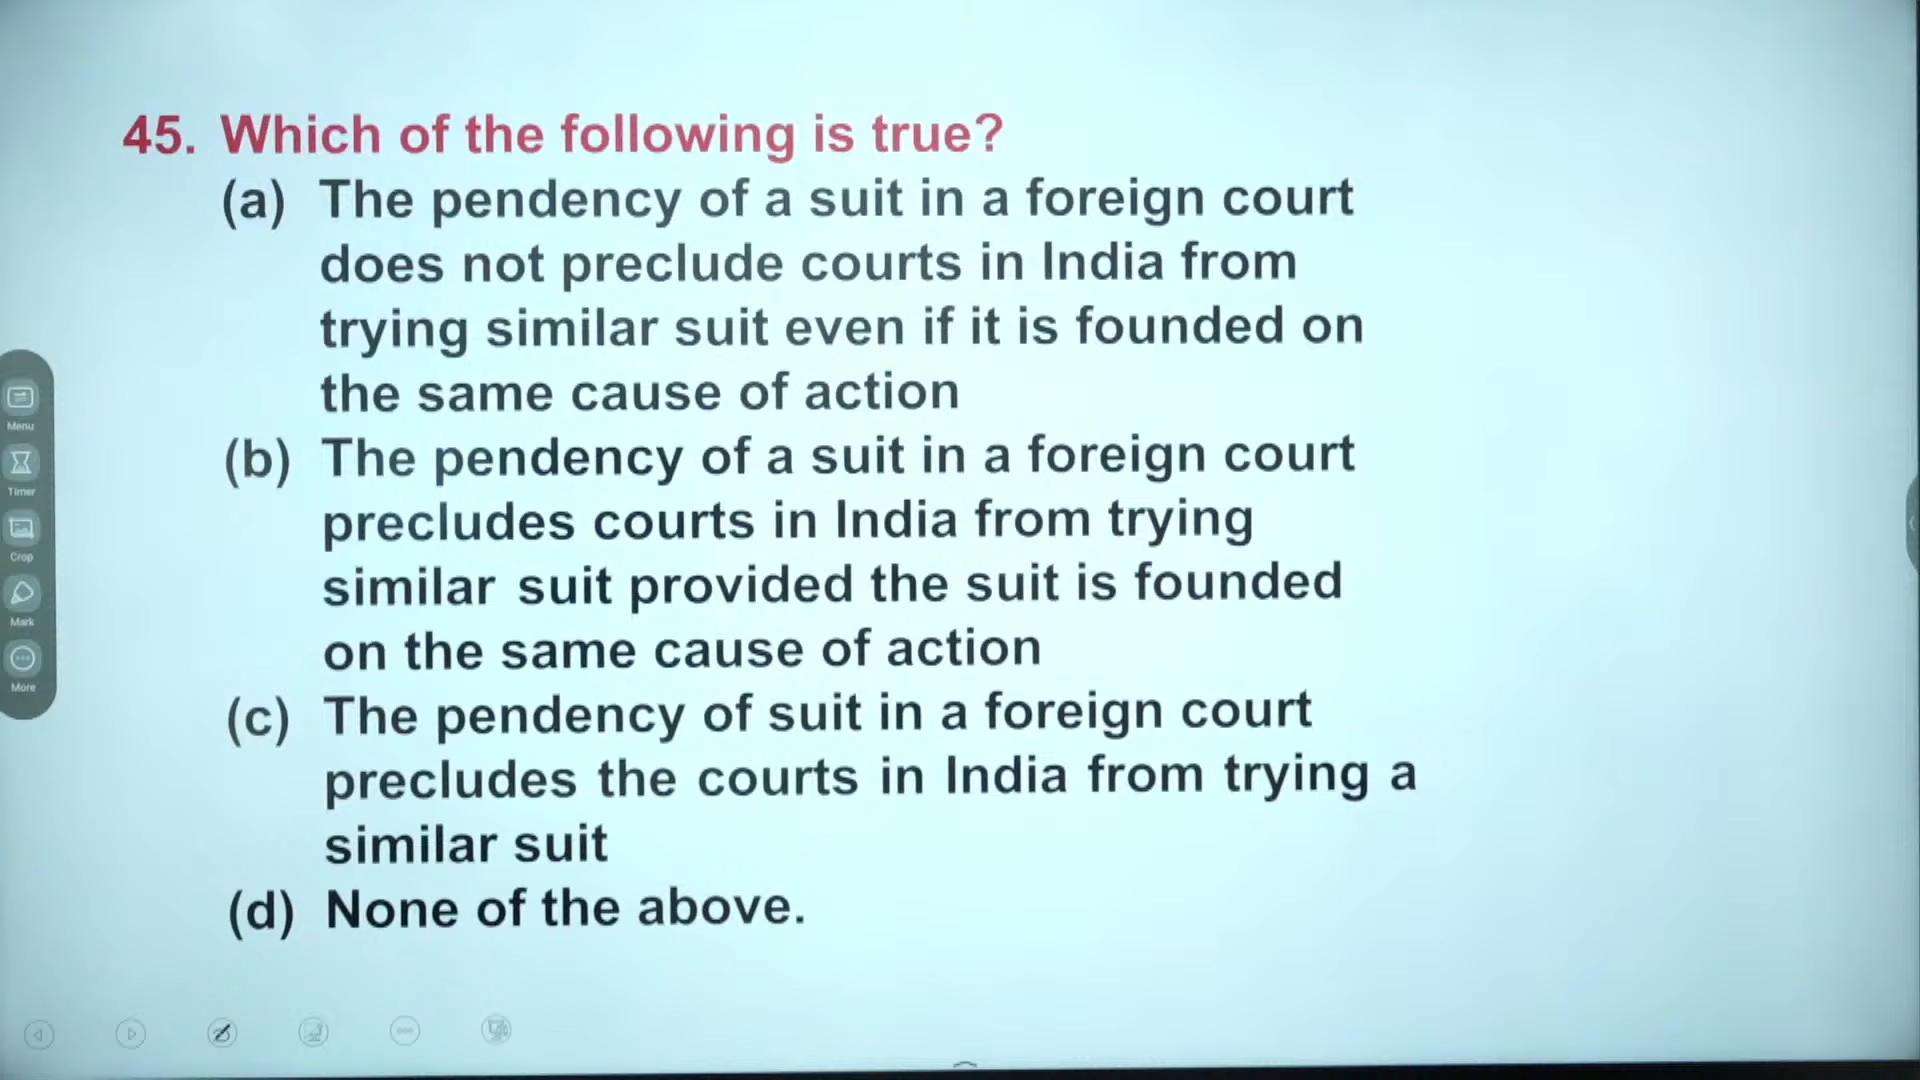 45. Which of the following is true?
(a) The pendency of a suit in a foreign court
does not preclude courts in India from
trying similar suit even if it is founded on
the same cause of action
(b) The pendency of a suit in a foreign court
precludes courts in India from trying
similar suit provided the suit is founded
on the same cause of action
(c) The pendency of suit in a foreign court
precludes the courts in India from trying a
similar suit
(d) None of the above.
Menu
Timer
Crop
Mark
More